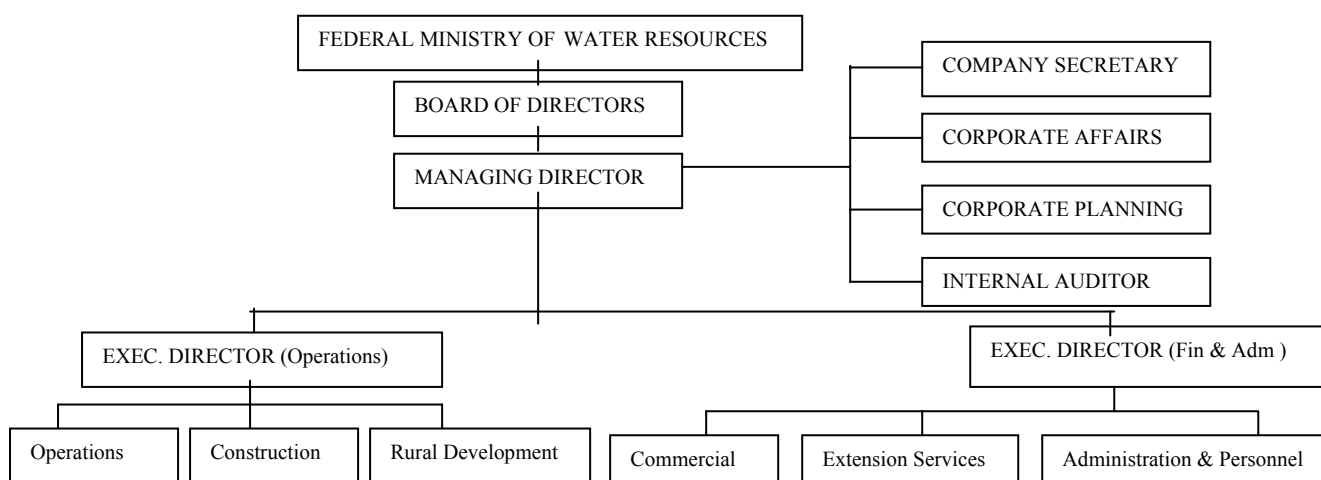 FEDERAL MINISTRY OF WATER RESOURCES
COMPANY SECRETARY
BOARD OF DIRECTORS
CORPORATE AFFAIRS
MANAGING DIRECTOR
CORPORATE PLANNING
INTERNAL AUDITOR
EXEC. DIRECTOR (Operations)
EXEC. DIRECTOR (Fin & Adm )
Operations
Construction
Rural Development
Commercial
Extension Services
Administration & Personnel